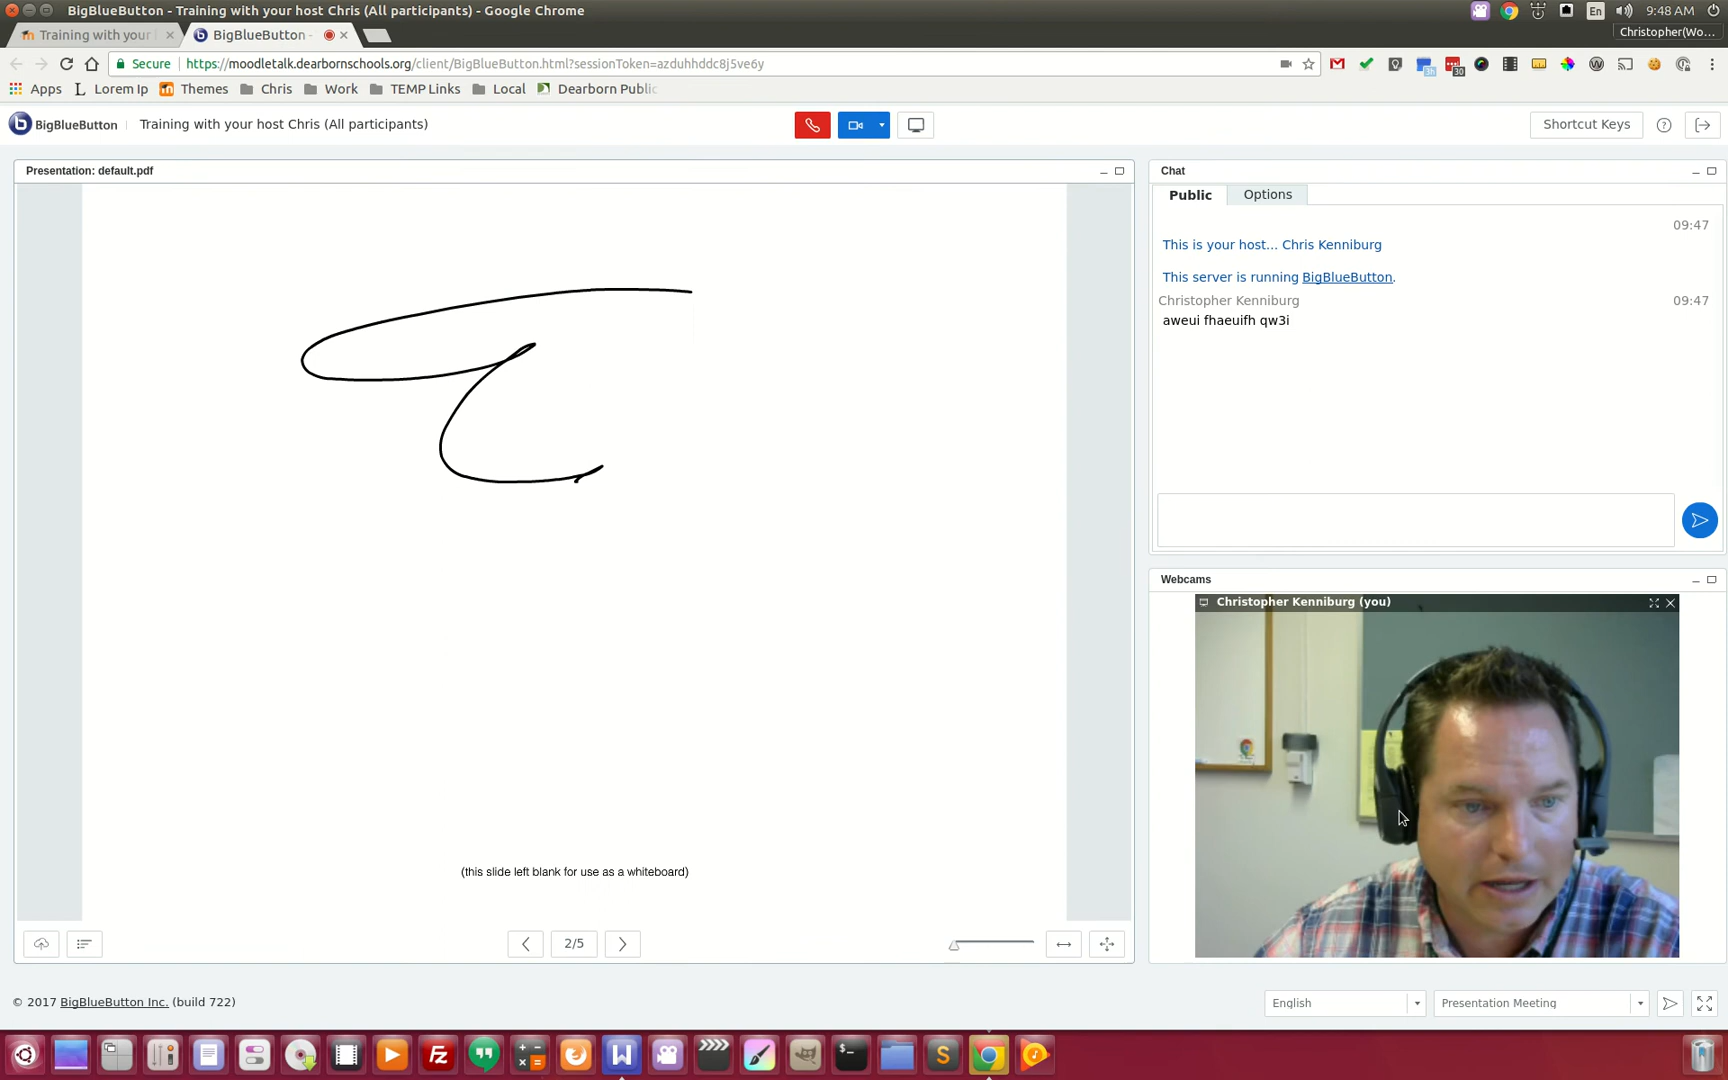 BigBlueButton - Training with your host Chris (All participants) - Google Chrome
En
9:48 AM
Training with your
BigBlueButton -
Christopher(Wo...
Secure
https://moodletalk.dearbornschools.org/client/BigBlueButton.html?sessionToken=azduhhddc8j5ve6y
3h
30
Apps
Lorem Ip
Themes
Chris
Work
TEMP Links
Local
Dearborn Public
BigBlueButton
Training with your host Chris (All participants)
Shortcut Keys
Presentation: default.pdf
Chat
Public
Options
09:47
This is your host... Chris Kenniburg
This server is running BigBlueButton.
Christopher Kenniburg
09:47
aweui fhaeuifh qw3i
Webcams
Christopher Kenniburg (you)
(this slide left blank for use as a whiteboard)
2/5
© 2017 BigBlueButton Inc. (build 722)
English
Presentation Meeting